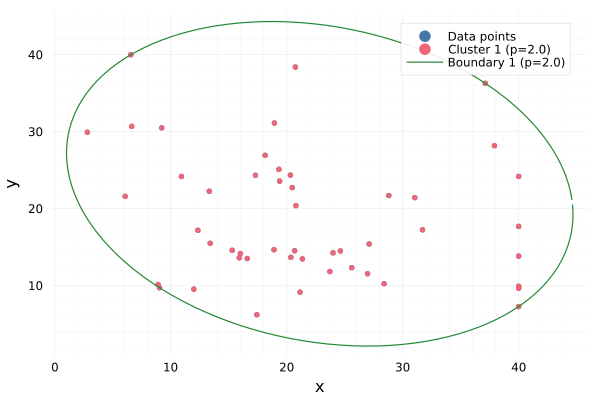 Data points
Cluster 1 (p=2.0)
Boundary 1 (p=2.0)
40
30
20
10
y
0 10 20 30 40
x